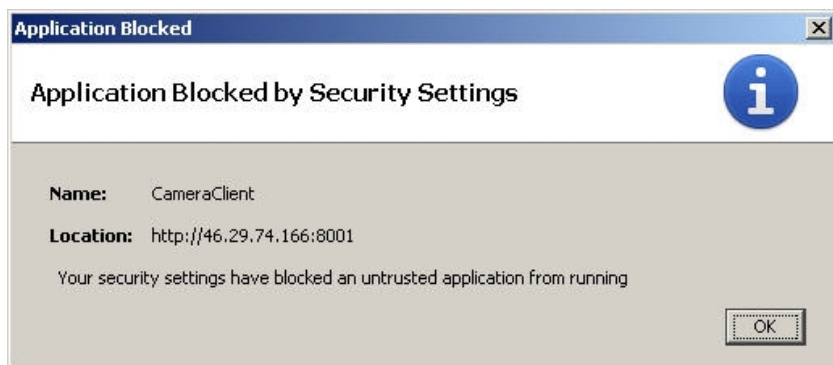 Application Blocked
Application Blocked by Security Settings
Name: CameraClient
Location: http://46.29.74.166:8001
Your security settings have blocked an untrusted application from running
OK